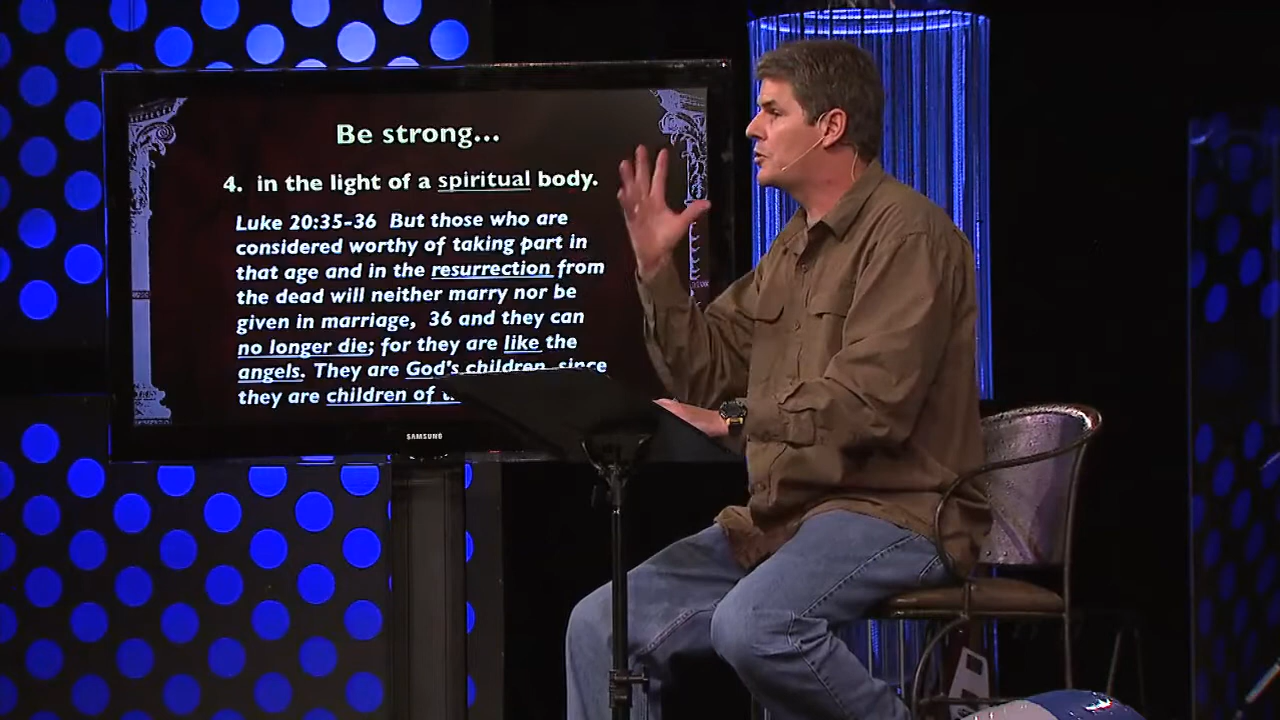 Be strong...
4. in the light of a spiritual body.
Luke 20:35-36 But those who are
considered worthy of taking part in
that age and in the resurrection from
the dead will neither marry nor be
given in marriage, 36 and they can
no longer die; for they are like the
angels. They are God's children, since
they are children of
SAMSUNG